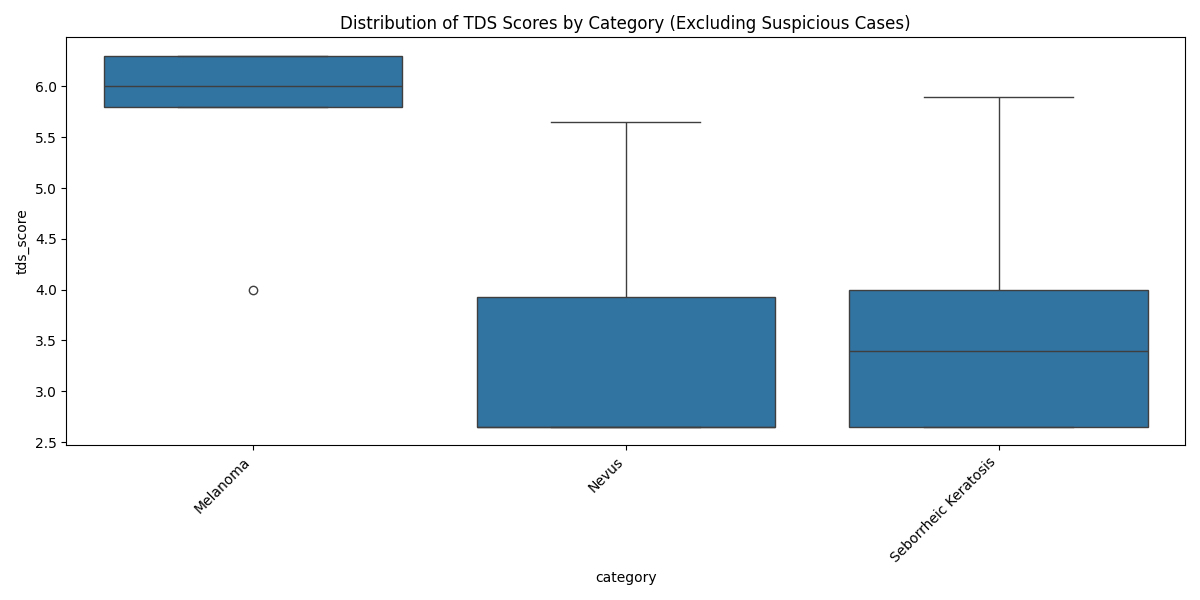 Distribution of TDS Scores by Category (Excluding Suspicious Cases)
tds_score
6.0
5.5
5.0
4.5
4.0
3.5
3.0
2.5
Melanoma
Nevus
Seborrheic Keratosis
category